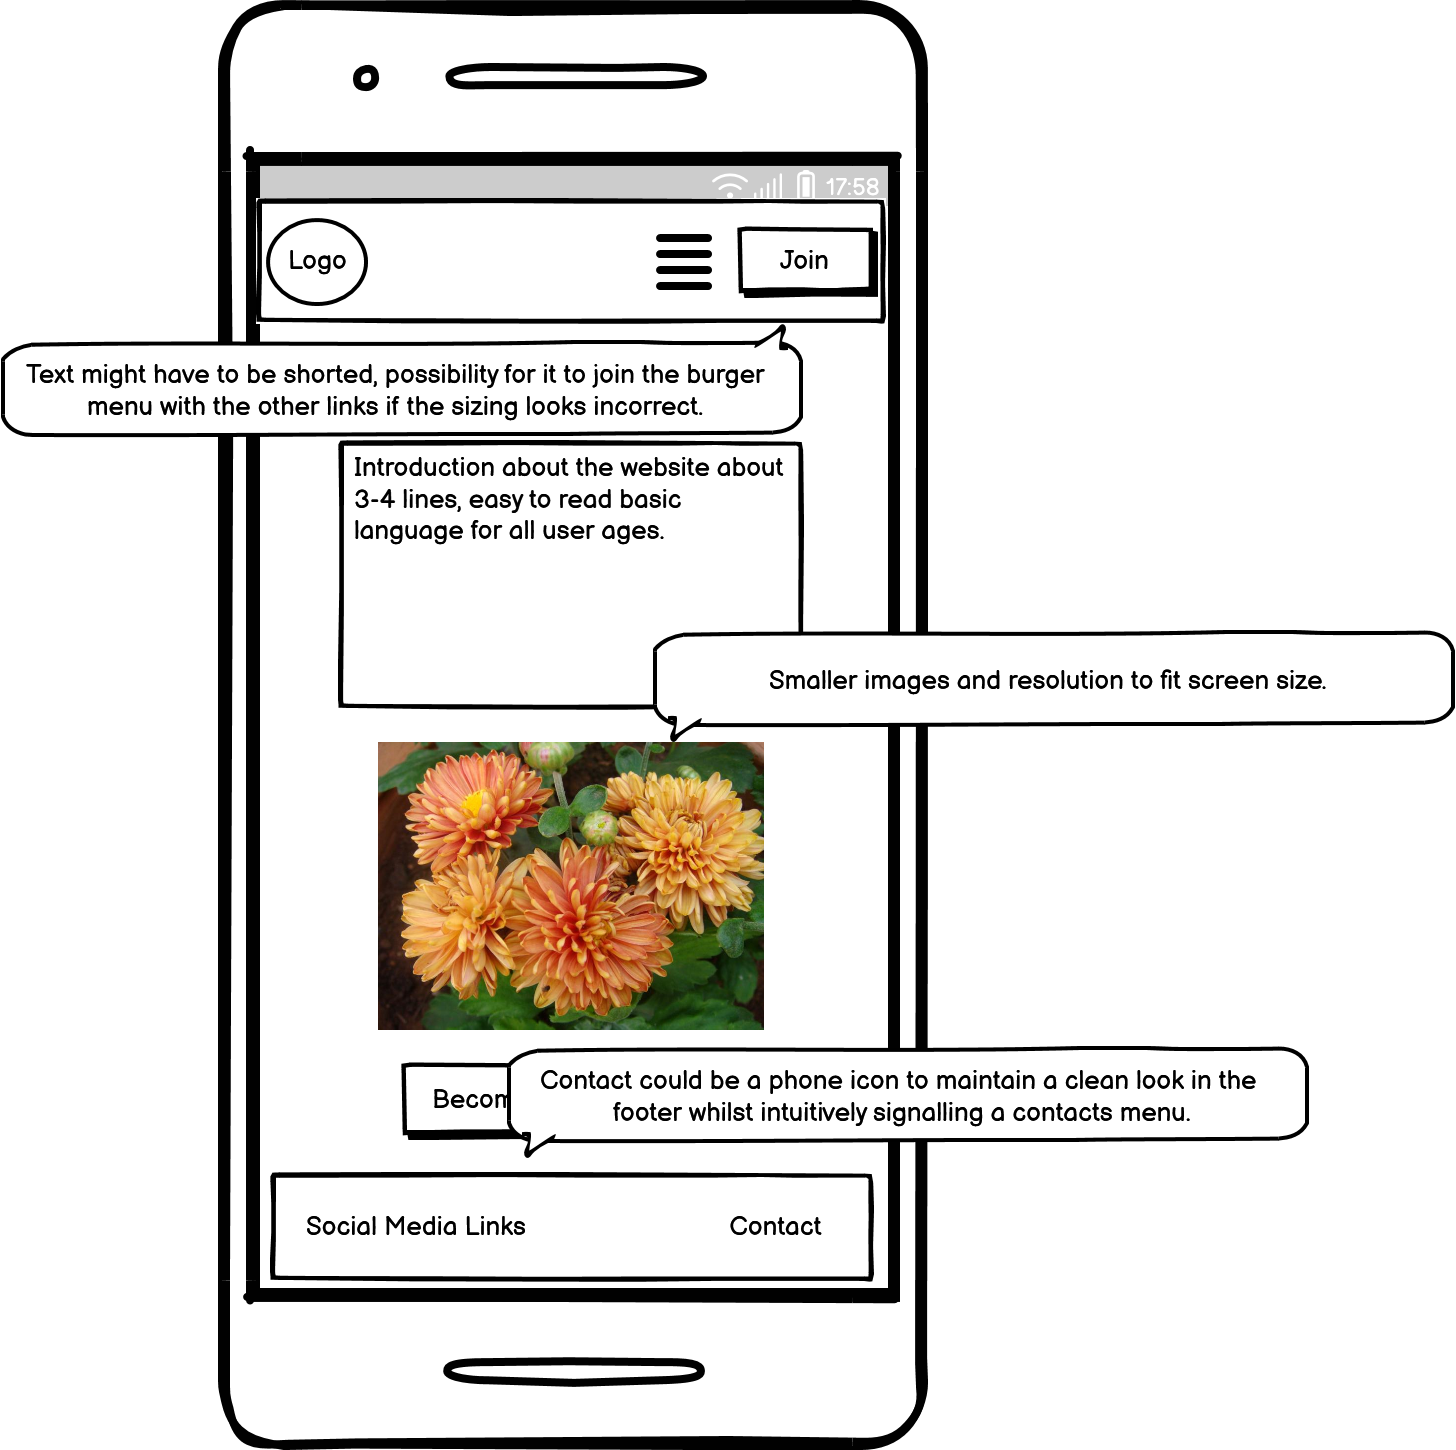 17:58
Logo
Join
Text might have to be shorted, possibility for it to join the burger
menu with the other links if the sizing looks incorrect.
Introduction about the website about
3-4 lines, easy to read basic
language for all user ages.
Smaller images and resolution to fit screen size.
Contact could be a phone icon to maintain a clean look in the
footer whilst intuitively signalling a contacts menu.
Social Media Links
Contact